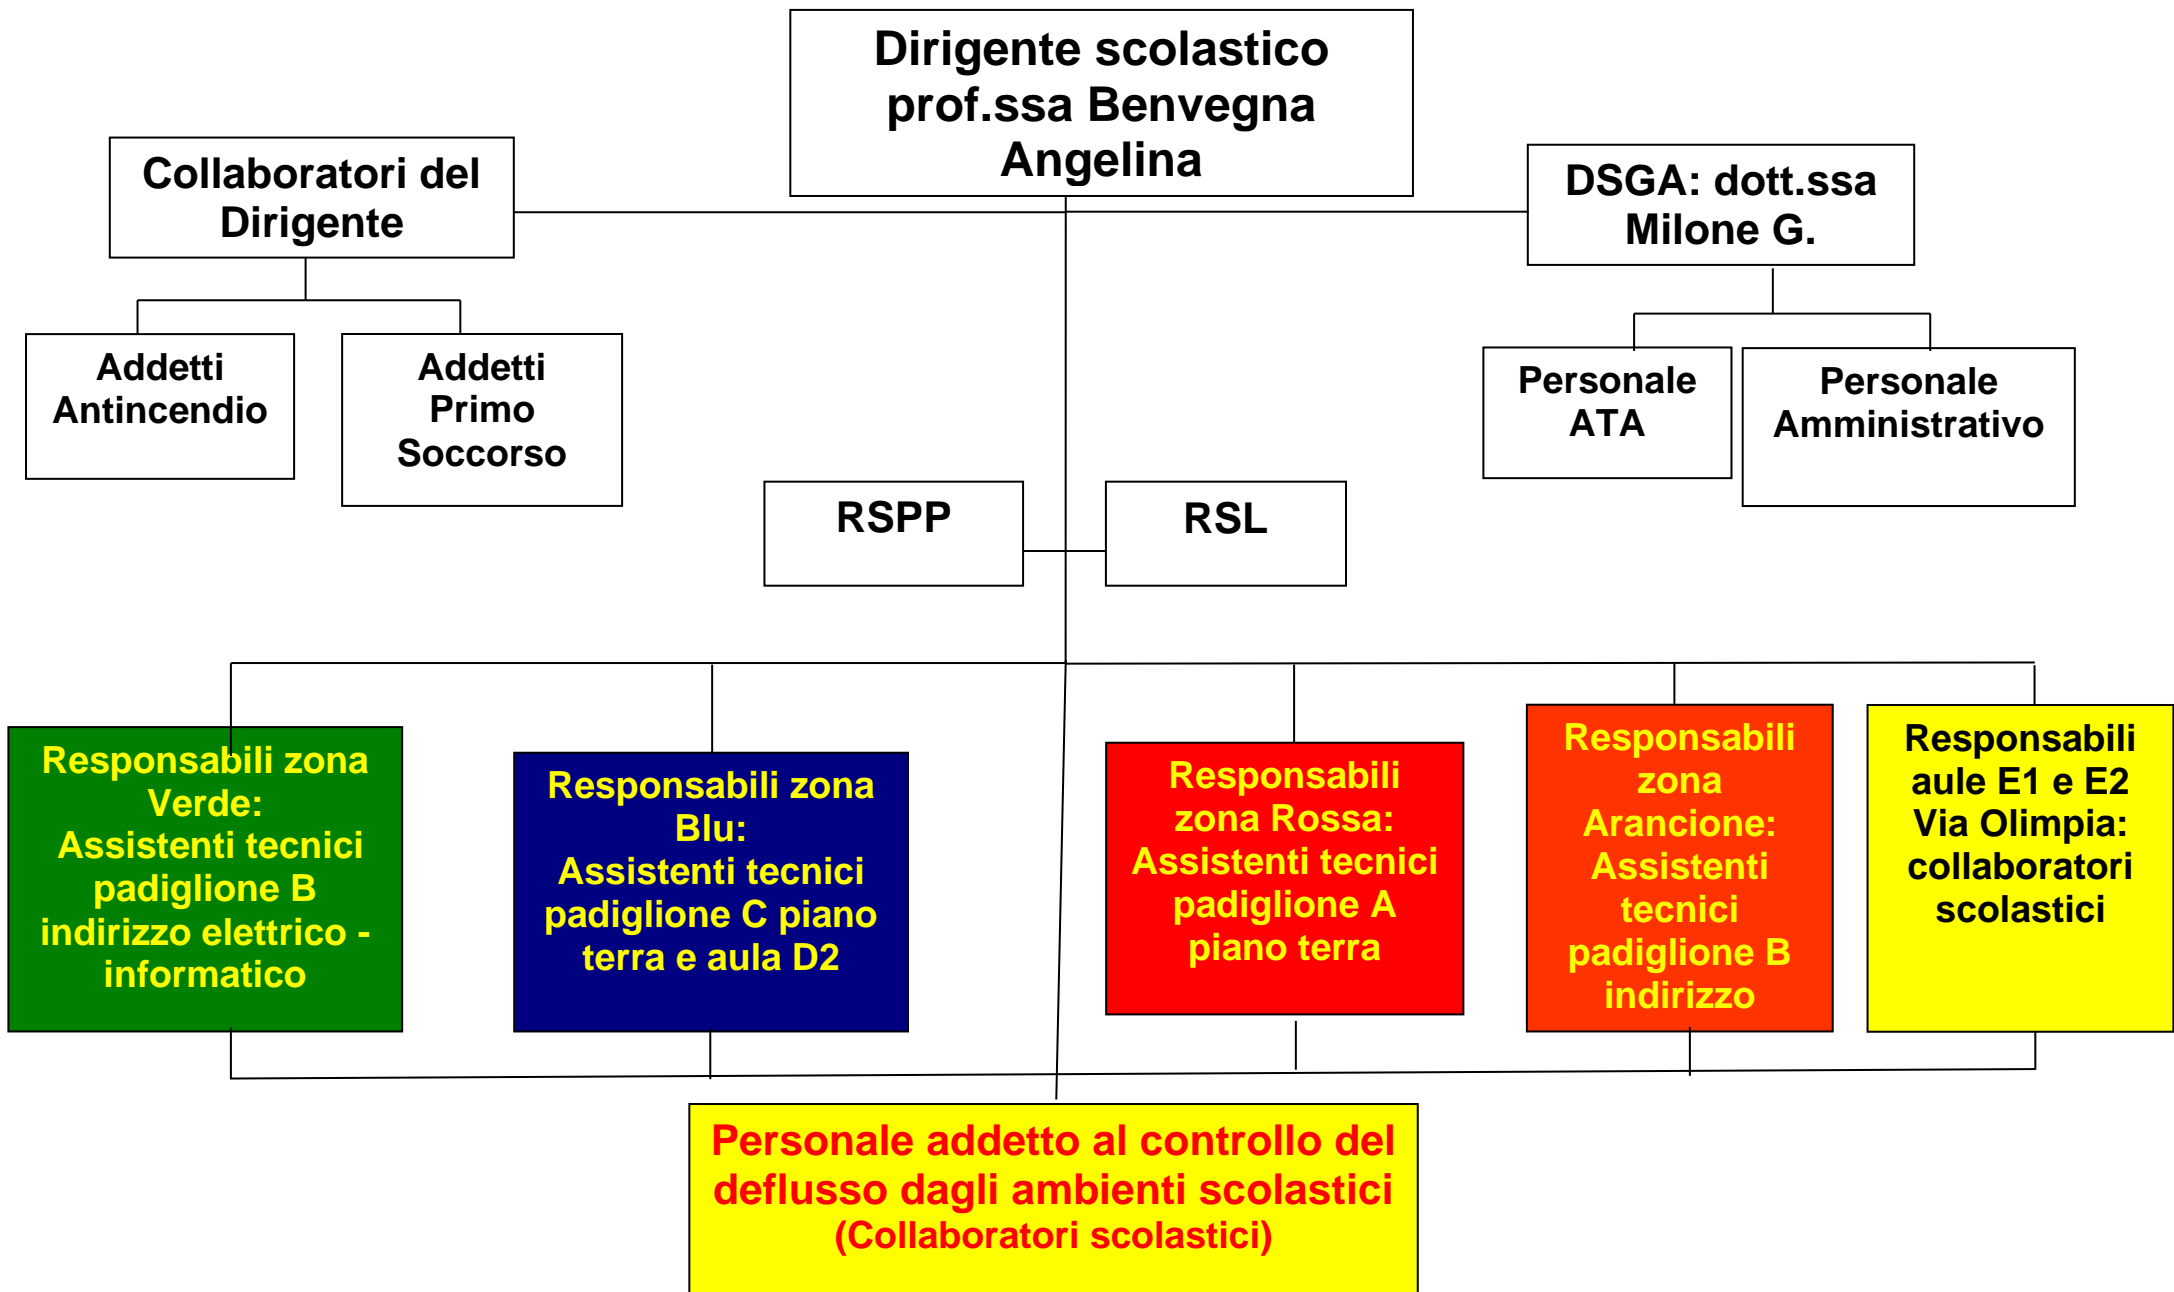 Dirigente scolastico
prof.ssa Benvegna
Angelina
Collaboratori del
Dirigente
DSGA: dott.ssa
Milone G.
Addetti
Antincendio
Addetti
Primo
Soccorso
Personale
ATA
Personale
Amministrativo
RSPP
RSL
Responsabili zona
Verde:
Assistenti tecnici
padiglione B
indirizzo elettrico -
informatico
Responsabili zona
Blu:
Assistenti tecnici
padiglione C piano
terra e aula D2
Responsabili
zona Rossa:
Assistenti tecnici
padiglione A
piano terra
Responsabili
zona
Arancione:
Assistenti
tecnici
padiglione B
indirizzo
Responsabili
aule E1 e E2
Via Olimpia:
collaboratori
scolastici
Personale addetto al controllo del
deflusso dagli ambienti scolastici
(Collaboratori scolastici)